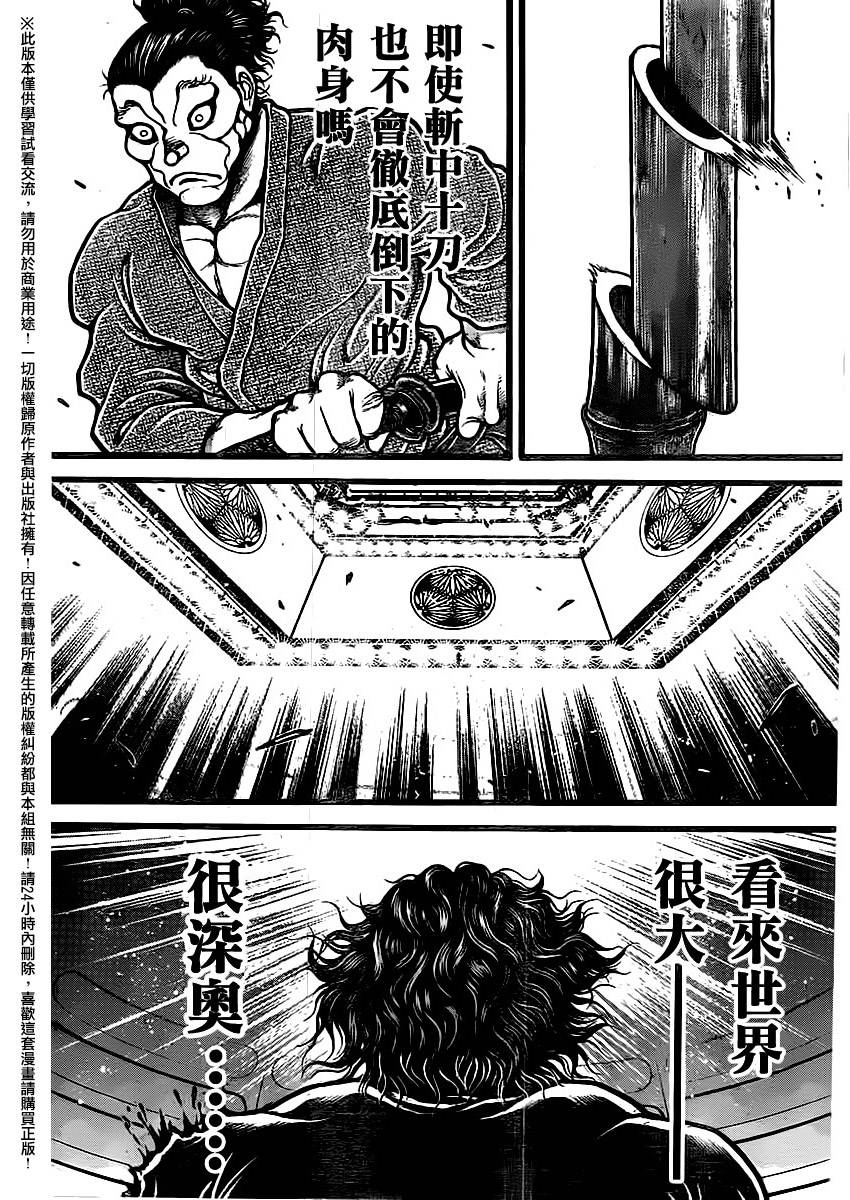 即使斬中十刀
也不會徹底倒下的
肉身嗎
看來世界
很大——
很深奧……
※此版本僅供學習試看交流，請勿用於商業用途！一切版權歸原作者與出版社擁有！因任意轉載所產生的版權糾紛都與本組無關！請24小時內刪除，喜歡這套漫畫請購買正版！